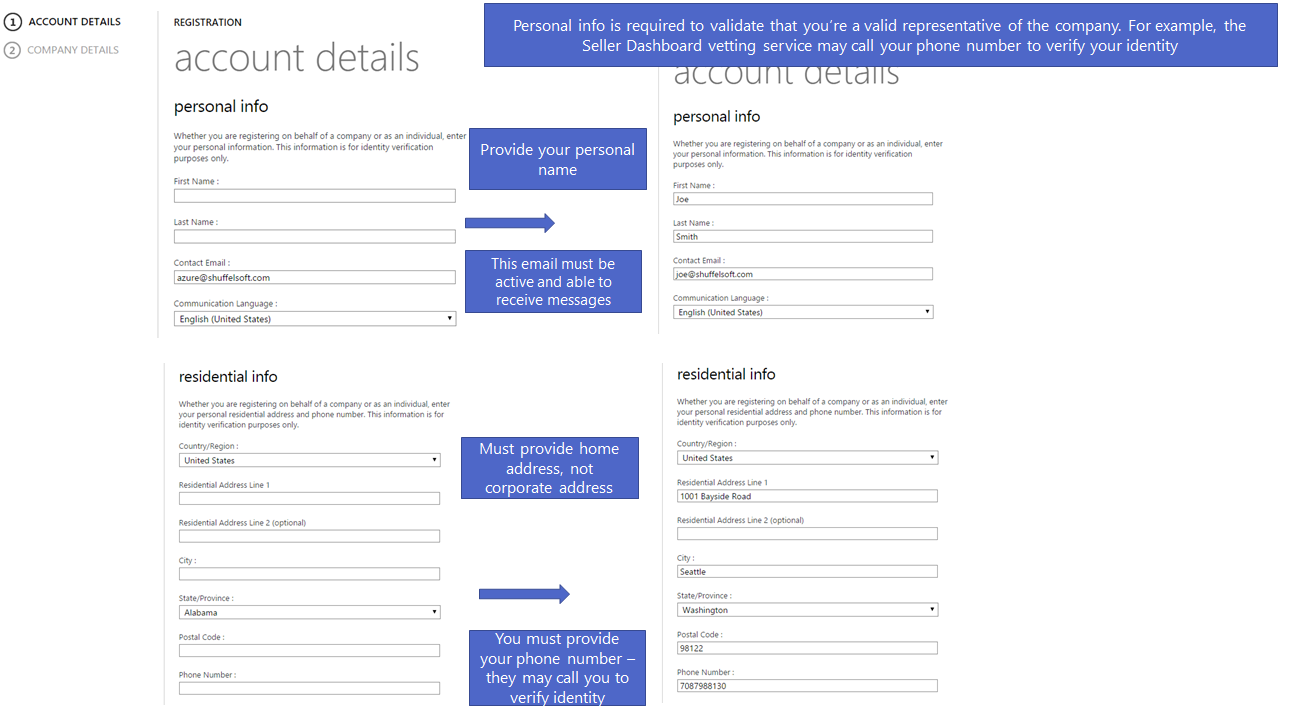 1 ACCOUNT DETAILS
2 COMPANY DETAILS
REGISTRATION
account details
personal info
Whether you are registering on behalf of a company or as an individual, enter
your personal information. This information is for identity verification
purposes only.
First Name :
Last Name :
Contact Email :
azure@shuffelsoft.com
Communication Language :
English (United States)
Personal info is required to validate that you're a valid representative of the company. For example, the
Seller Dashboard vetting service may call your phone number to verify your identity
Provide your personal
name
This email must be
active and able to
receive messages
account details
personal info
Whether you are registering on behalf of a company or as an individual, enter
your personal information. This information is for identity verification
purposes only.
First Name :
Joe
Last Name :
Smith
Contact Email :
joe@shuffelsoft.com
Communication Language :
English (United States)
residential info
Whether you are registering on behalf of a company or as an individual, enter
your personal residential address and phone number. This information is for
identity verification purposes only.
Country/Region :
United States
Residential Address Line 1
Residential Address Line 2 (optional)
City :
State/Province :
Alabama
Postal Code :
Phone Number :
Must provide home
address, not
corporate address
You must provide
your phone number –
they may call you to
verify identity
residential info
Whether you are registering on behalf of a company or as an individual, enter
your personal residential address and phone number. This information is for
identity verification purposes only.
Country/Region :
United States
Residential Address Line 1
1001 Bayside Road
Residential Address Line 2 (optional)
City :
Seattle
State/Province :
Washington
Postal Code :
98122
Phone Number :
7087988130